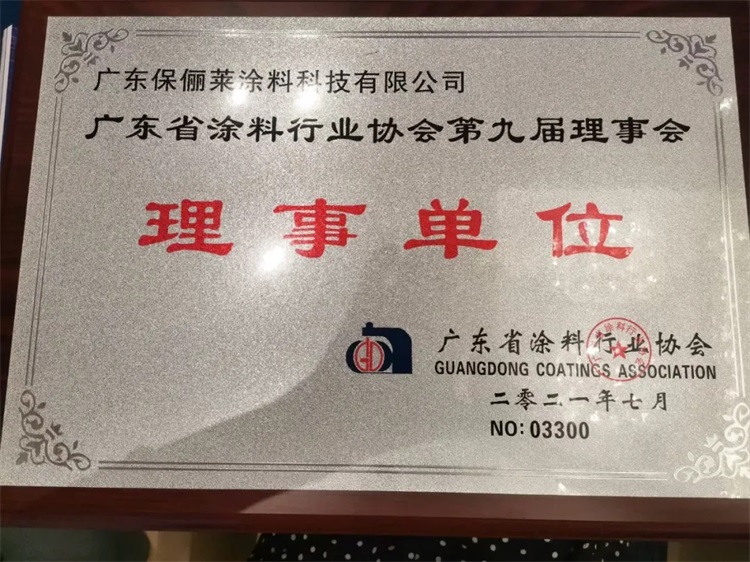 广东保俪莱涂料科技有限公司
广东省涂料行业协会第九届理事会
理事单位
广东省涂料行业协会
GUANGDONG COATINGS ASSOCIATION
二零二一年七月
NO: 03300